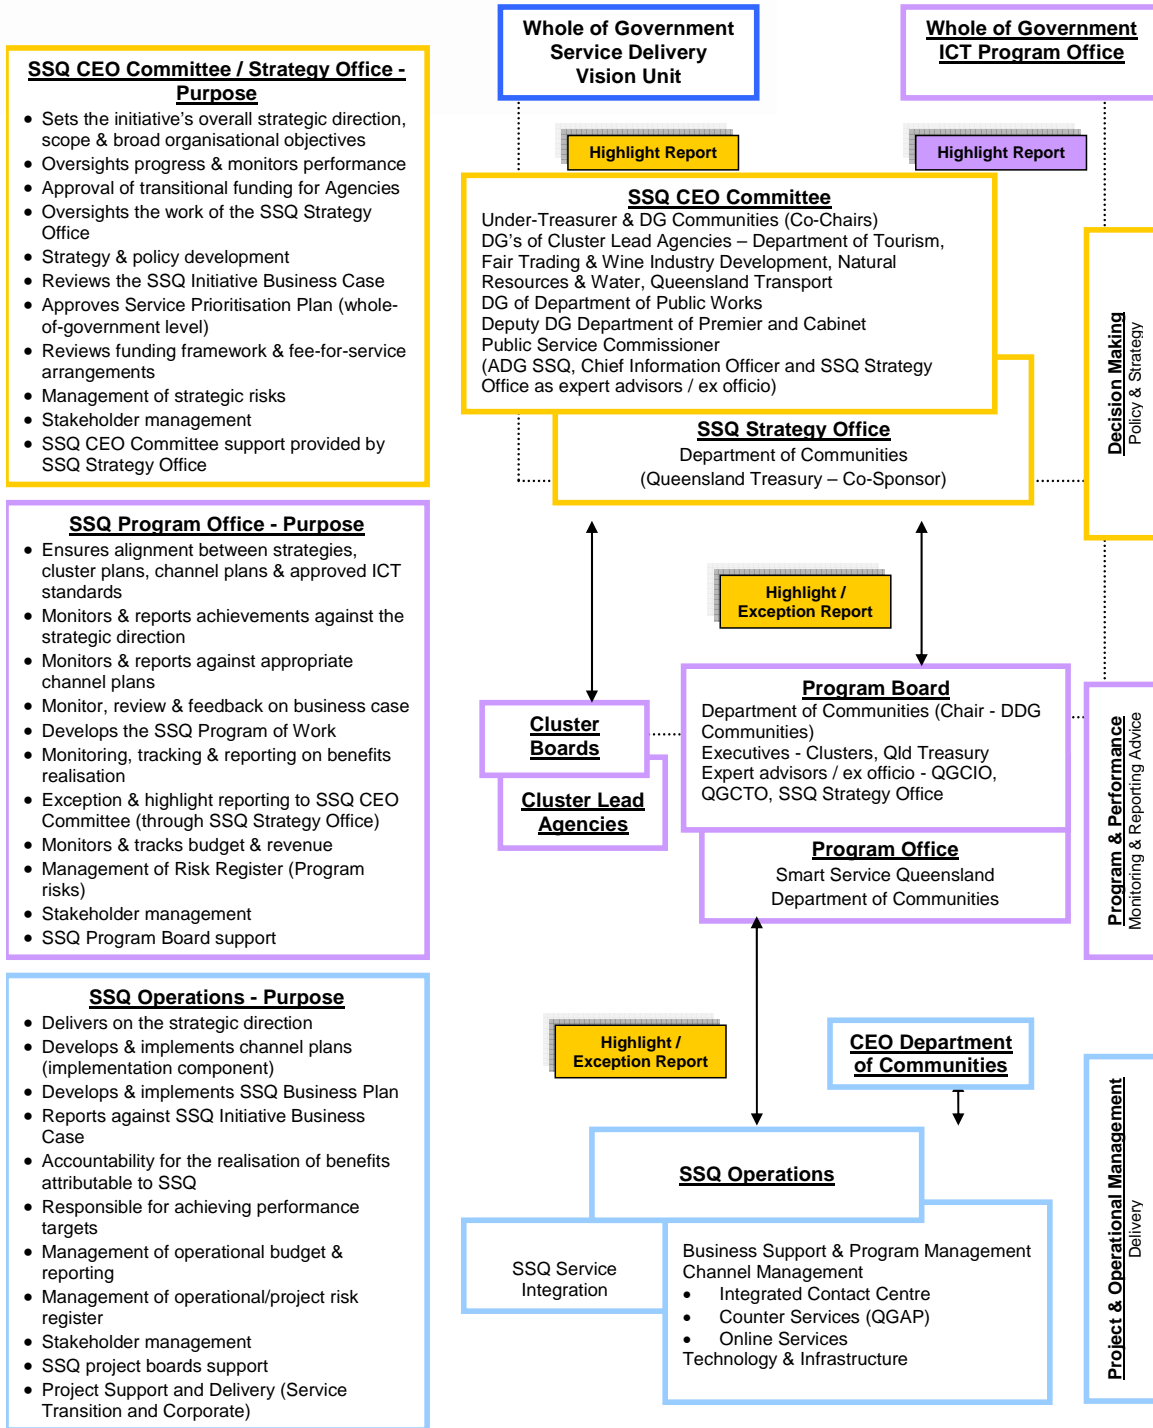 SSQ CEO Committee / Strategy Office -
Purpose
• Sets the initiative's overall strategic direction,
scope & broad organisational objectives
• Oversights progress & monitors performance
• Approval of transitional funding for Agencies
• Oversights the work of the SSQ Strategy
Office
• Strategy & policy development
• Reviews the SSQ Initiative Business Case
• Approves Service Prioritisation Plan (whole-
of-government level)
• Reviews funding framework & fee-for-service
arrangements
• Management of strategic risks
• Stakeholder management
• SSQ CEO Committee support provided by
SSQ Strategy Office
SSQ Program Office - Purpose
• Ensures alignment between strategies,
cluster plans, channel plans & approved ICT
standards
• Monitors & reports achievements against the
strategic direction
• Monitors & reports against appropriate
channel plans
• Monitor, review & feedback on business case
• Develops the SSQ Program of Work
• Monitoring, tracking & reporting on benefits
realisation
• Exception & highlight reporting to SSQ CEO
Committee (through SSQ Strategy Office)
• Monitors & tracks budget & revenue
• Management of Risk Register (Program
risks)
• Stakeholder management
• SSQ Program Board support
SSQ Operations - Purpose
• Delivers on the strategic direction
• Develops & implements channel plans
(implementation component)
• Develops & implements SSQ Business Plan
• Reports against SSQ Initiative Business
Case
• Accountability for the realisation of benefits
attributable to SSQ
• Responsible for achieving performance
targets
• Management of operational budget &
reporting
• Management of operational/project risk
register
• Stakeholder management
• SSQ project boards support
• Project Support and Delivery (Service
Transition and Corporate)
Whole of Government
Service Delivery
Vision Unit
Whole of Government
ICT Program Office
Highlight Report
Highlight Report
SSQ CEO Committee
Under-Treasurer & DG Communities (Co-Chairs)
DG's of Cluster Lead Agencies – Department of Tourism,
Fair Trading & Wine Industry Development, Natural
Resources & Water, Queensland Transport
DG of Department of Public Works
Deputy DG Department of Premier and Cabinet
Public Service Commissioner
(ADG SSQ, Chief Information Officer and SSQ Strategy
Office as expert advisors / ex officio)
SSQ Strategy Office
Department of Communities
(Queensland Treasury – Co-Sponsor)
Decision Making
Policy & Strategy
Highlight /
Exception Report
Cluster
Boards
Cluster Lead
Agencies
Program Board
Department of Communities (Chair - DDG
Communities)
Executives - Clusters, Qld Treasury
Expert advisors / ex officio - QGCIO,
QGCTO, SSQ Strategy Office
Program Office
Smart Service Queensland
Department of Communities
Program & Performance
Monitoring & Reporting Advice
Highlight /
Exception Report
CEO Department
of Communities
SSQ Operations
SSQ Service
Integration
Business Support & Program Management
Channel Management
• Integrated Contact Centre
• Counter Services (QGAP)
• Online Services
Technology & Infrastructure
Project & Operational Management
Delivery